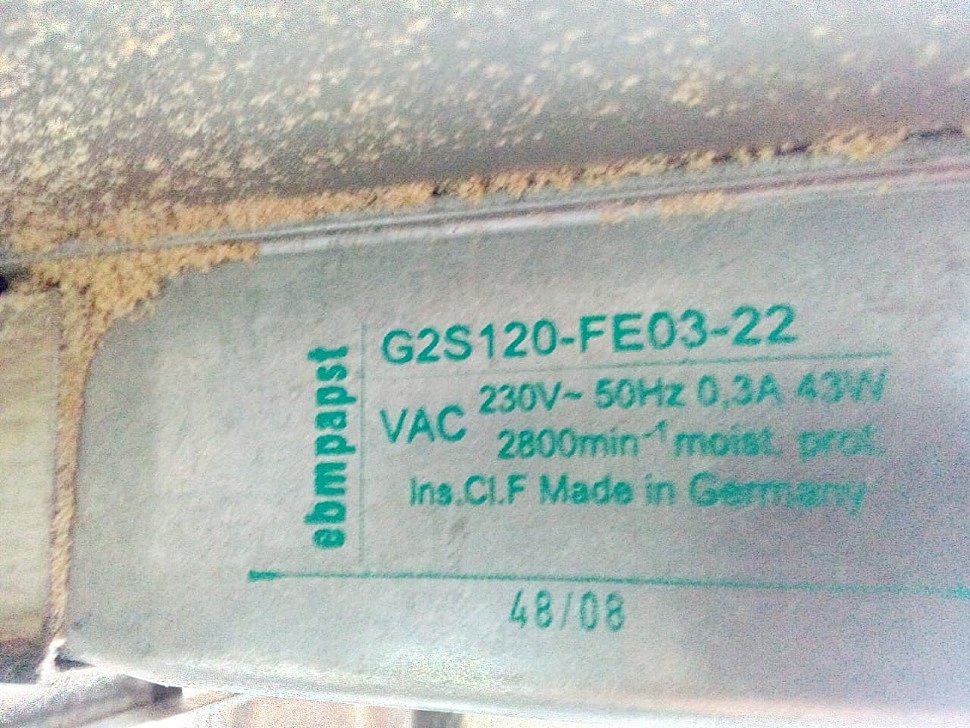 ebmpapst
G2S120-FE03-22
VAC 230V~ 50Hz 0,3A 43W
2800min-1 moist. prot.
Ins.Cl.F Made in Germany
48/08